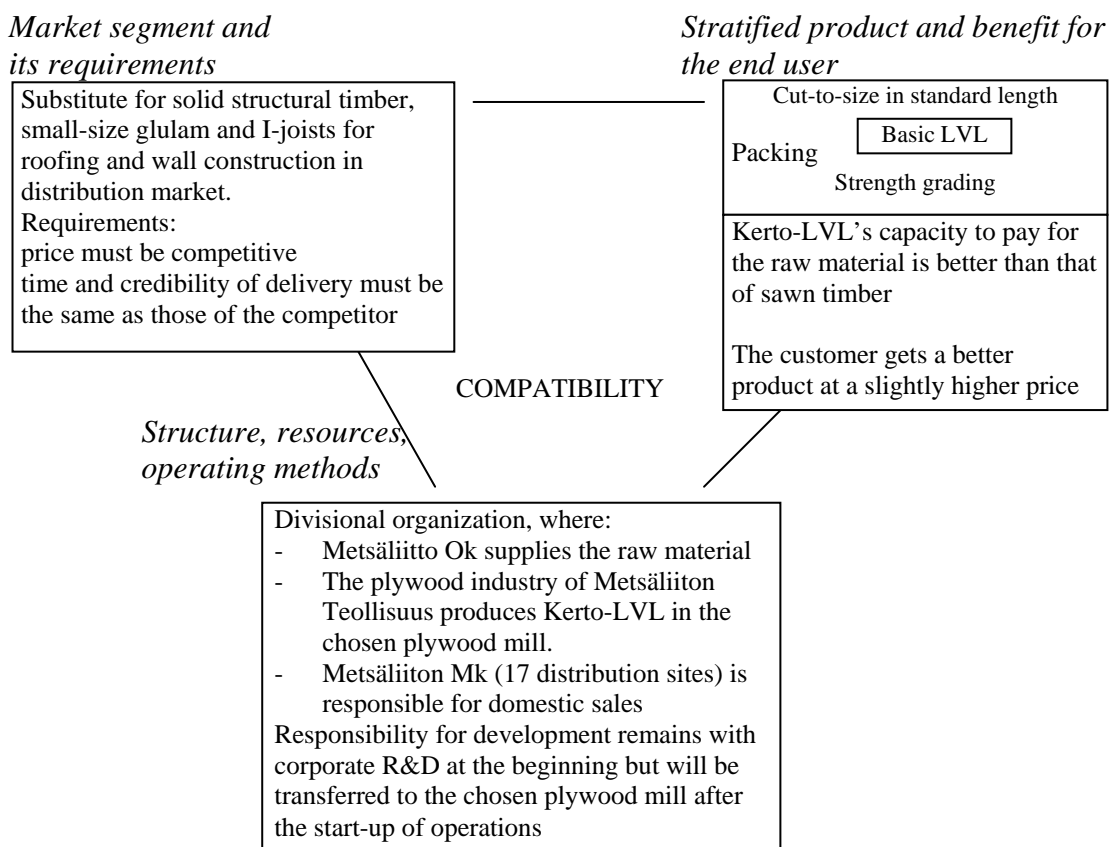 Market segment and
its requirements
Substitute for solid structural timber,
small-size glulam and I-joists for
roofing and wall construction in
distribution market.
Requirements:
price must be competitive
time and credibility of delivery must be
the same as those of the competitor
Stratified product and benefit for
the end user
Cut-to-size in standard length
Basic LVL
Packing
Strength grading
Kerto-LVL’s capacity to pay for
the raw material is better than that
of sawn timber
The customer gets a better
product at a slightly higher price
COMPATIBILITY
Structure, resources,
operating methods
Divisional organization, where:
- Metsäliitto Ok supplies the raw material
- The plywood industry of Metsäliiton
Teollisuus produces Kerto-LVL in the
chosen plywood mill.
- Metsäliiton Mk (17 distribution sites) is
responsible for domestic sales
Responsibility for development remains with
corporate R&D at the beginning but will be
transferred to the chosen plywood mill after
the start-up of operations